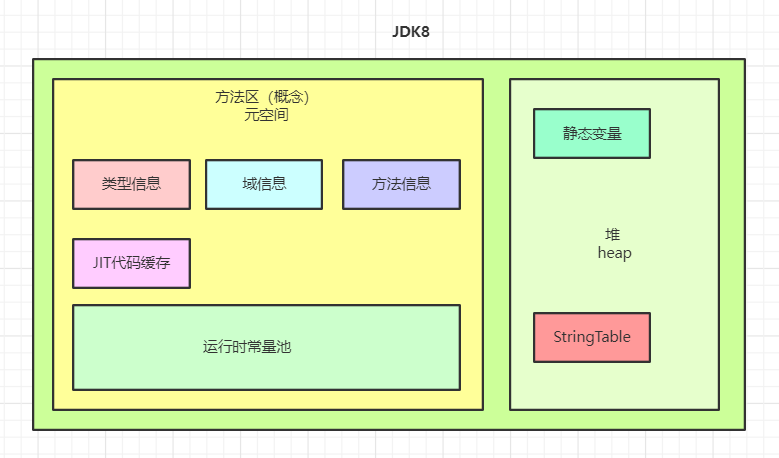 JDK8
方法区（概念）
元空间
类型信息
域信息
方法信息
JIT代码缓存
运行时常量池
静态变量
堆
heap
StringTable